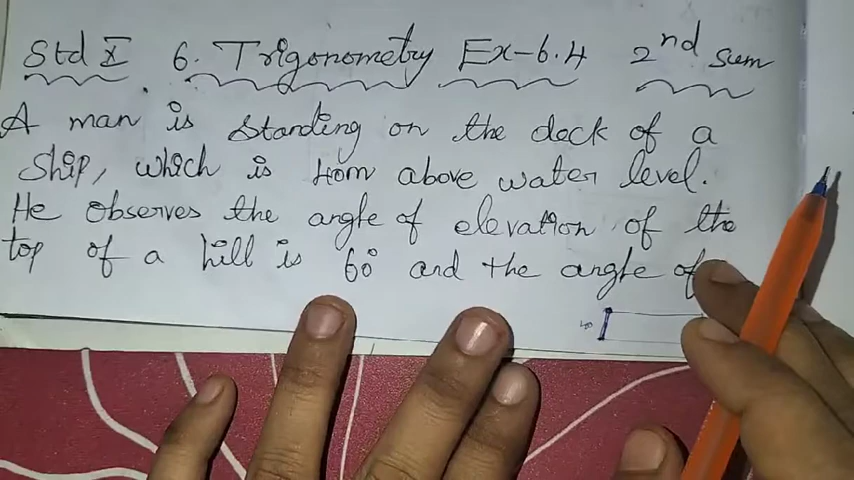 Std X 6. Trigonometry Ex-6.4 2nd sum
A man is standing on the deck of a
ship, which is 40m above water level.
He observes the angle of elevation of the
top of a hill is 60° and the angle of
40